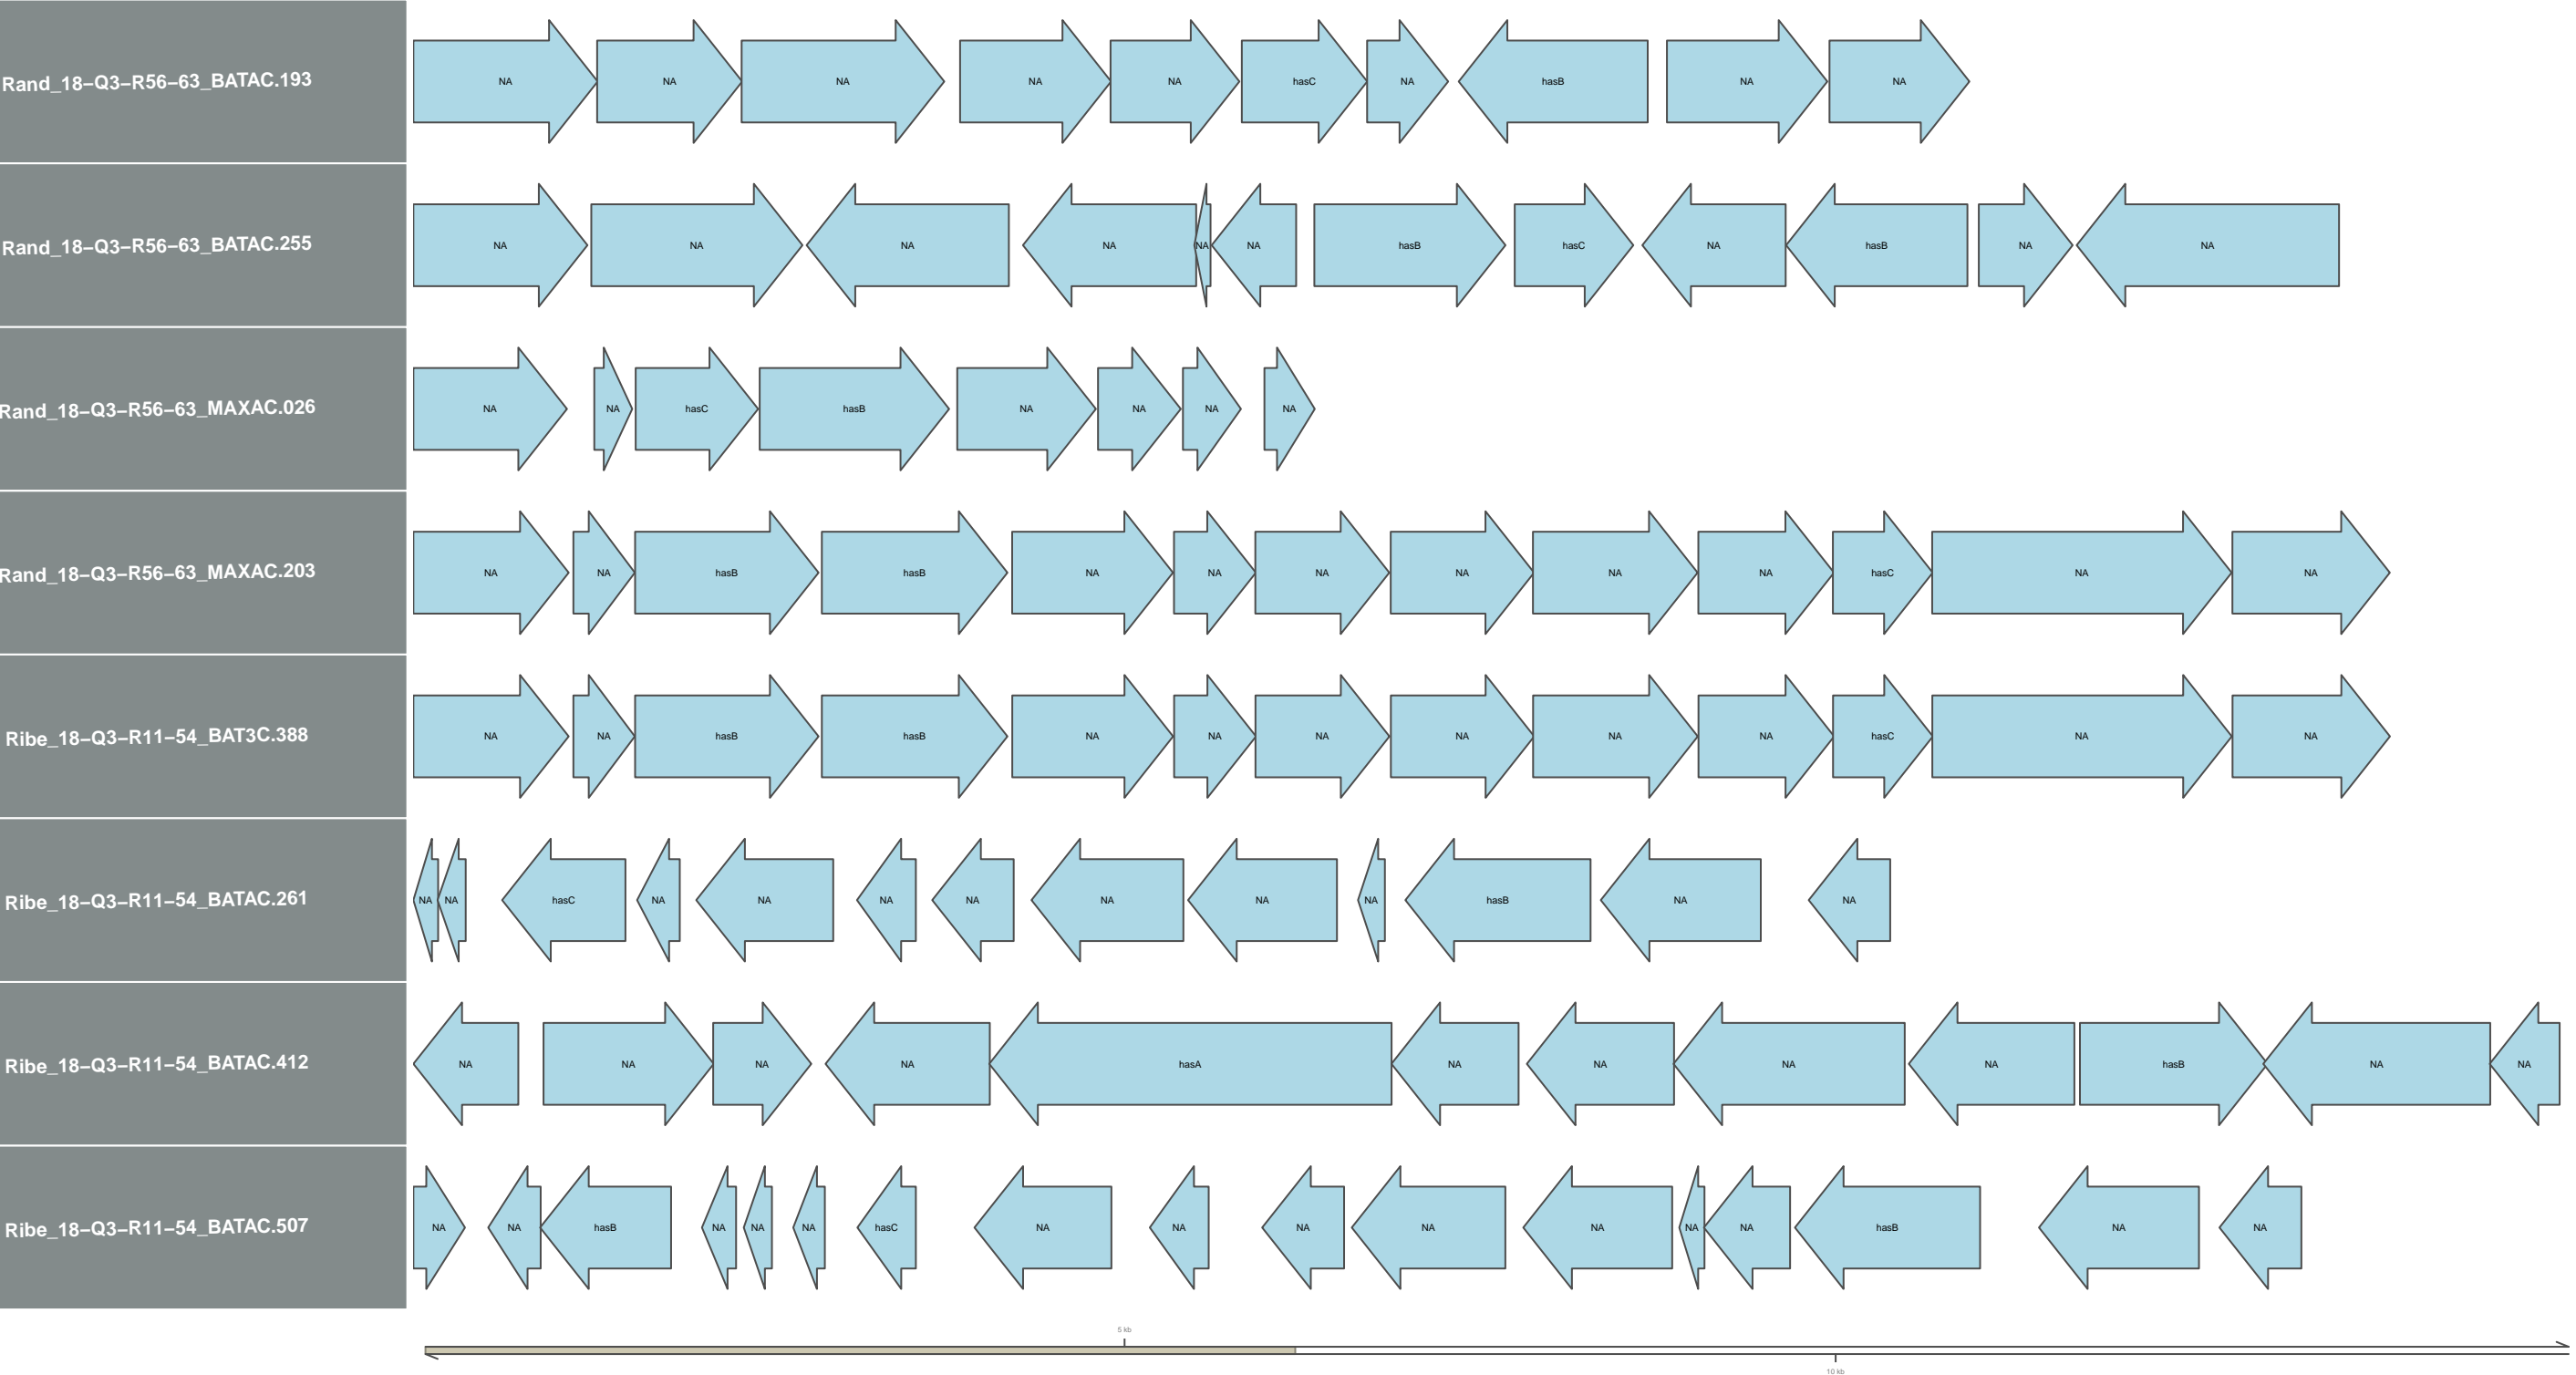 Rand_18–Q3–R56–63_BATAC.193
NA NA NA NA NA hasC NA hasB NA NA
Rand_18–Q3–R56–63_BATAC.255
NA NA NA NA NA NA hasB hasC NA hasB NA NA
Rand_18–Q3–R56–63_MAXAC.026
NA NA hasC hasB NA NA NA NA
Rand_18–Q3–R56–63_MAXAC.203
NA NA hasB hasB NA NA NA NA NA NA hasC NA NA
Ribe_18–Q3–R11–54_BAT3C.388
NA NA hasB hasB NA NA NA NA NA NA hasC NA NA
Ribe_18–Q3–R11–54_BATAC.261
NA NA hasC NA NA NA NA NA NA NA hasB NA NA
Ribe_18–Q3–R11–54_BATAC.412
NA NA NA NA hasA NA NA NA NA hasB NA NA
Ribe_18–Q3–R11–54_BATAC.507
NA NA hasB NA NA NA hasC NA NA NA NA NA NA NA hasB NA NA
5 kb
10 kb